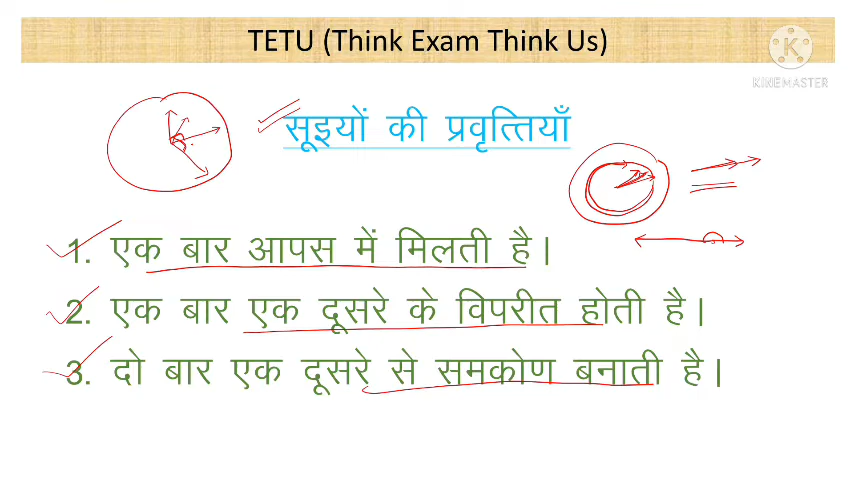 TETU (Think Exam Think Us)
K
KINEMASTER
सूइयों की प्रवृत्तियाँ
1. एक बार आपस में मिलती है।
2. एक बार एक दूसरे के विपरीत होती है।
3. दो बार एक दूसरे से समकोण बनाती है।